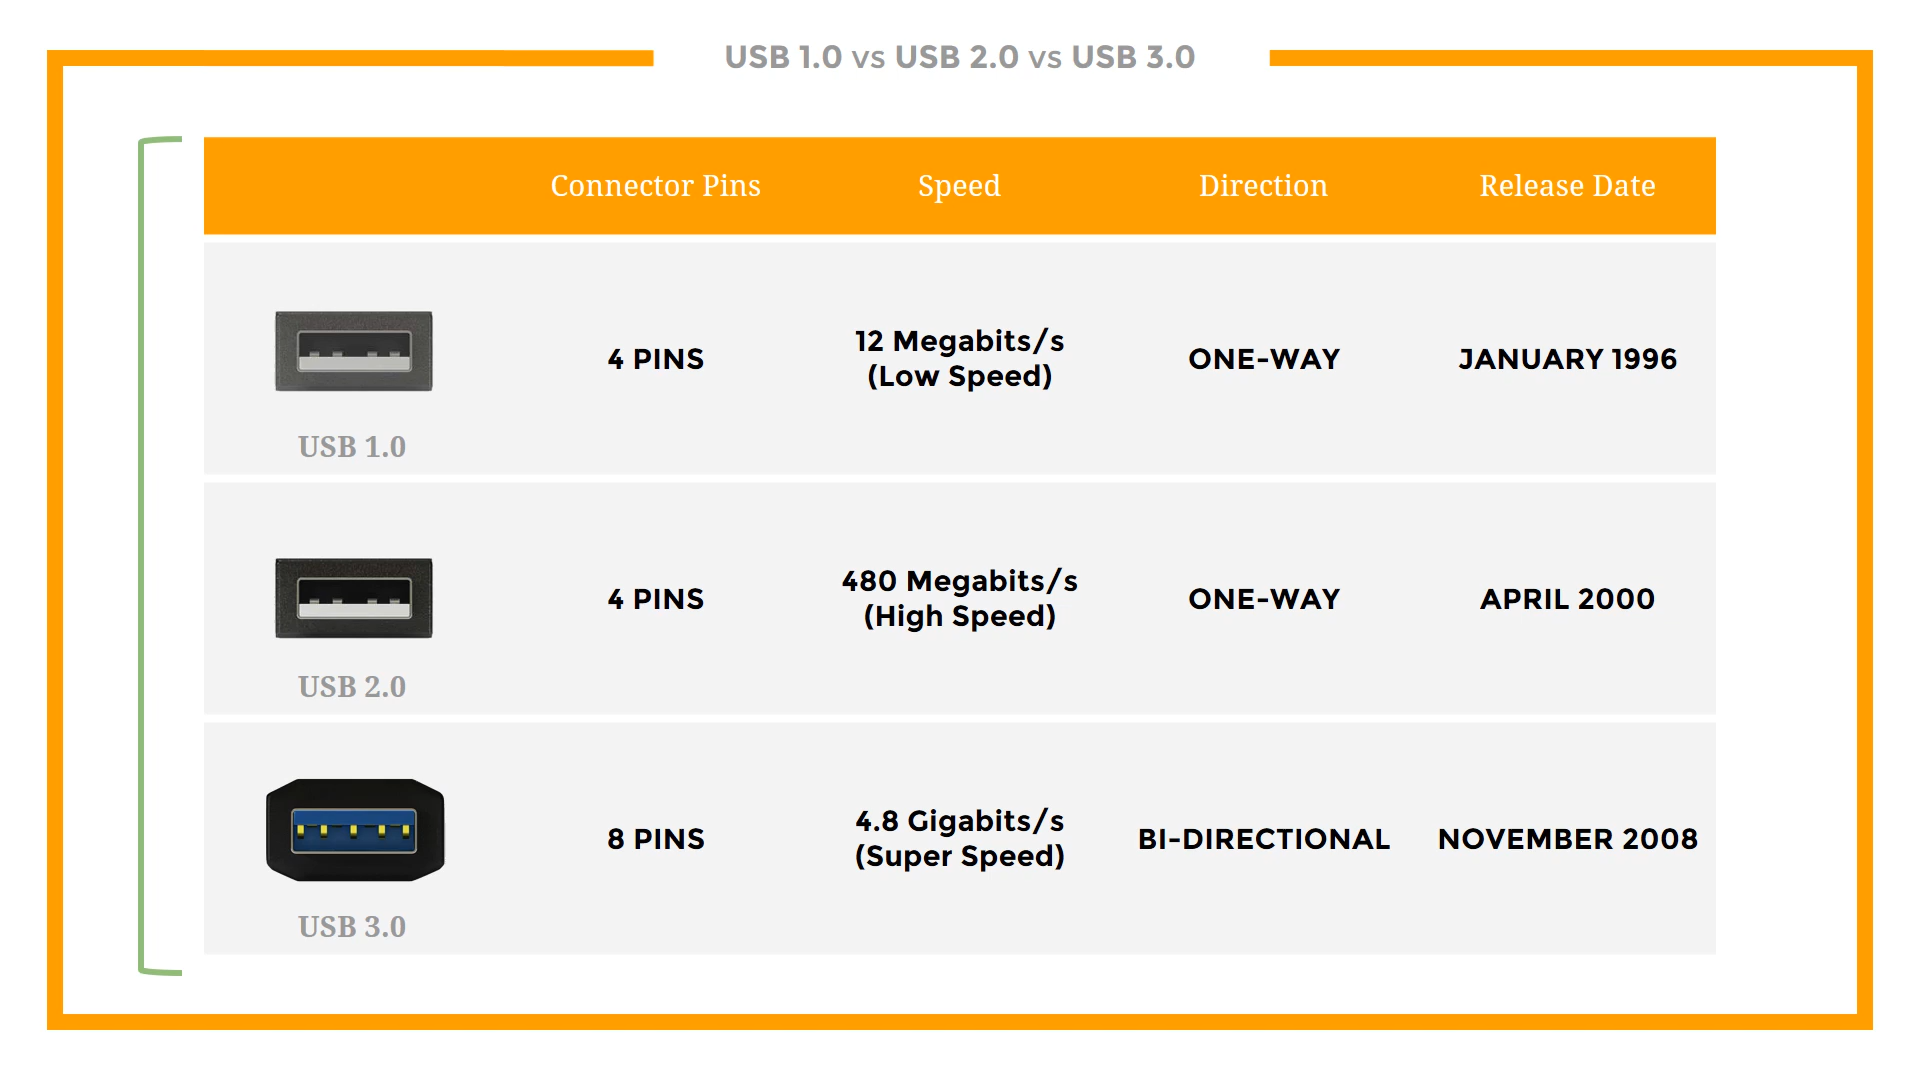 USB 1.0 vs USB 2.0 vs USB 3.0
Connector Pins Speed Direction Release Date
USB 1.0
4 PINS
12 Megabits/s
(Low Speed)
ONE-WAY
JANUARY 1996
USB 2.0
4 PINS
480 Megabits/s
(High Speed)
ONE-WAY
APRIL 2000
USB 3.0
8 PINS
4.8 Gigabits/s
(Super Speed)
BI-DIRECTIONAL
NOVEMBER 2008